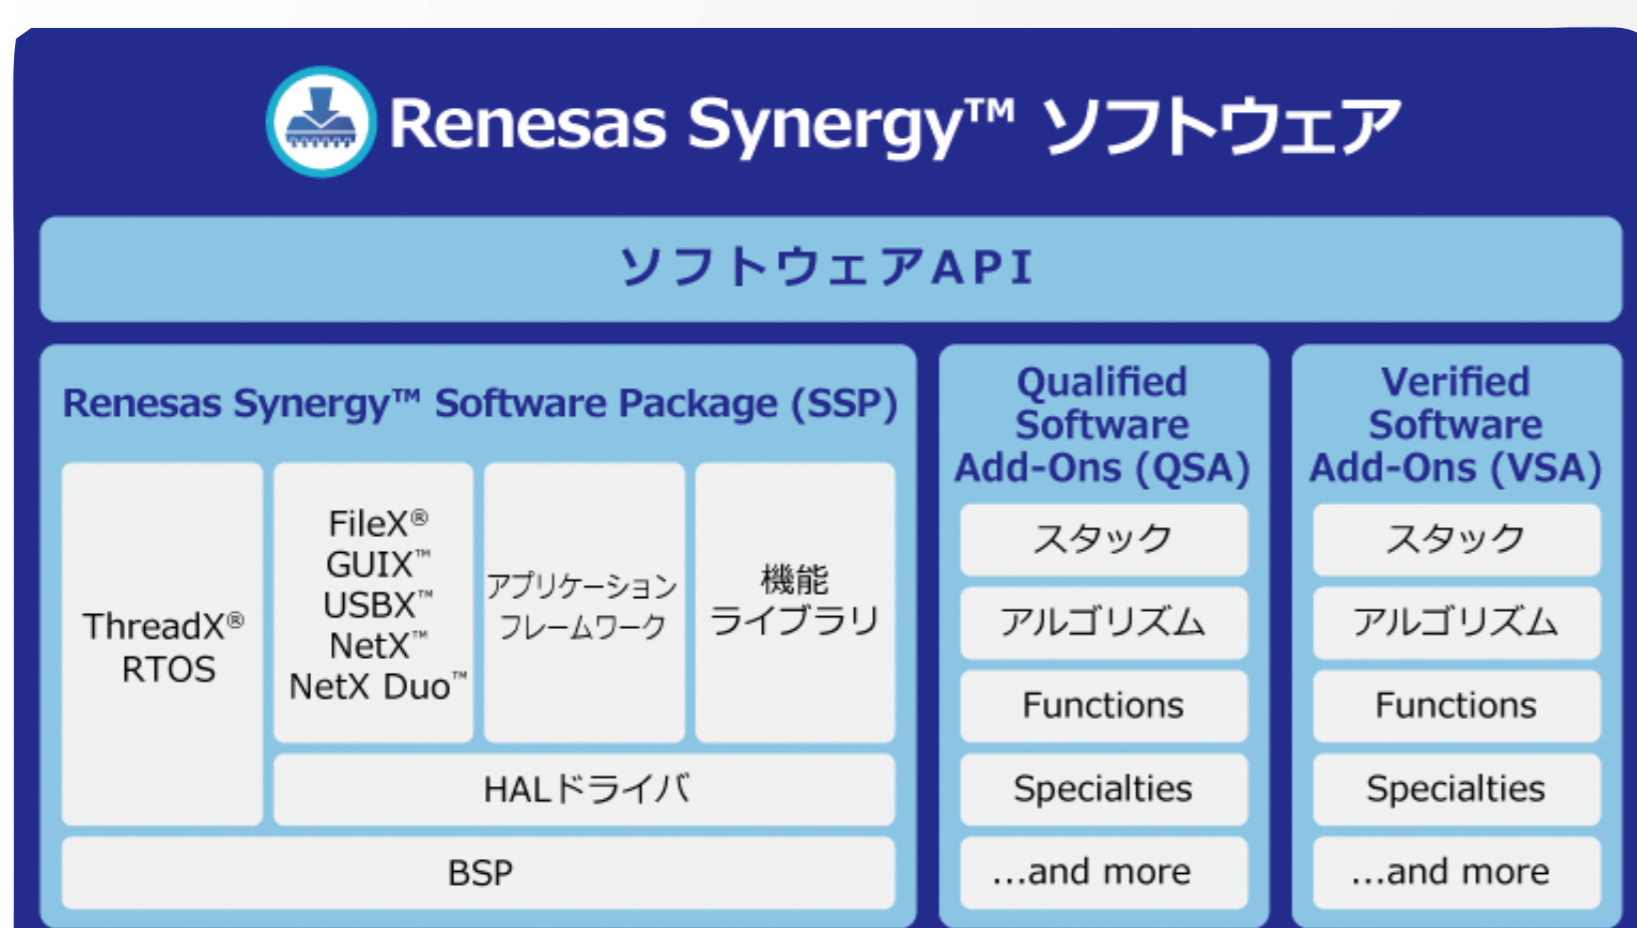 Renesas Synergy™ ソフトウェア
ソフトウェアAPI
Renesas Synergy™ Software Package (SSP)
ThreadX®
RTOS
FileX®
GUIX™
USBX™
NetX™
NetX Duo™
アプリケーション
フレームワーク
機能
ライブラリ
HALドライバ
BSP
Qualified
Software
Add-Ons (QSA)
スタック
アルゴリズム
Functions
Specialties
...and more
Verified
Software
Add-Ons (VSA)
スタック
アルゴリズム
Functions
Specialties
...and more